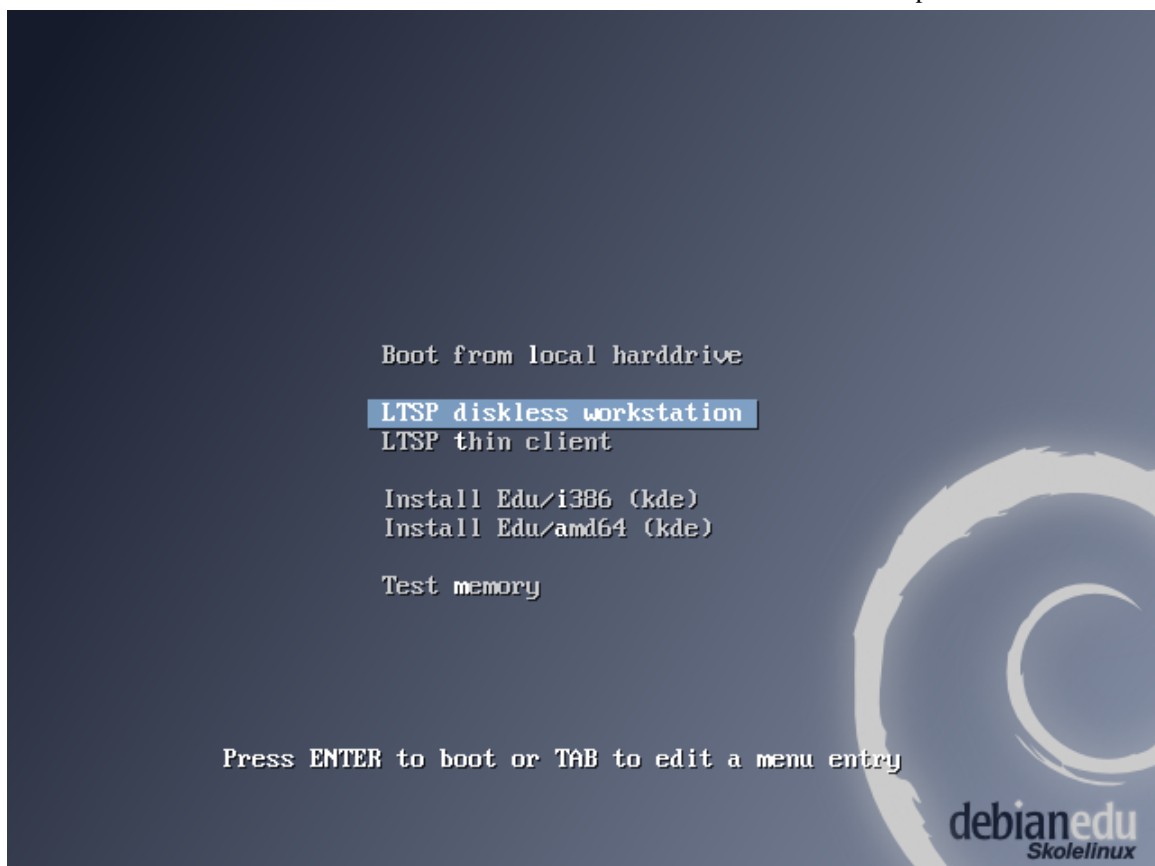 Boot from local harddrive
LTSP diskless workstation
LTSP thin client
Install Edu/i386 (kde)
Install Edu/amd64 (kde)
Test memory
Press ENTER to boot or TAB to edit a menu entry
debianedu
Skolelinux